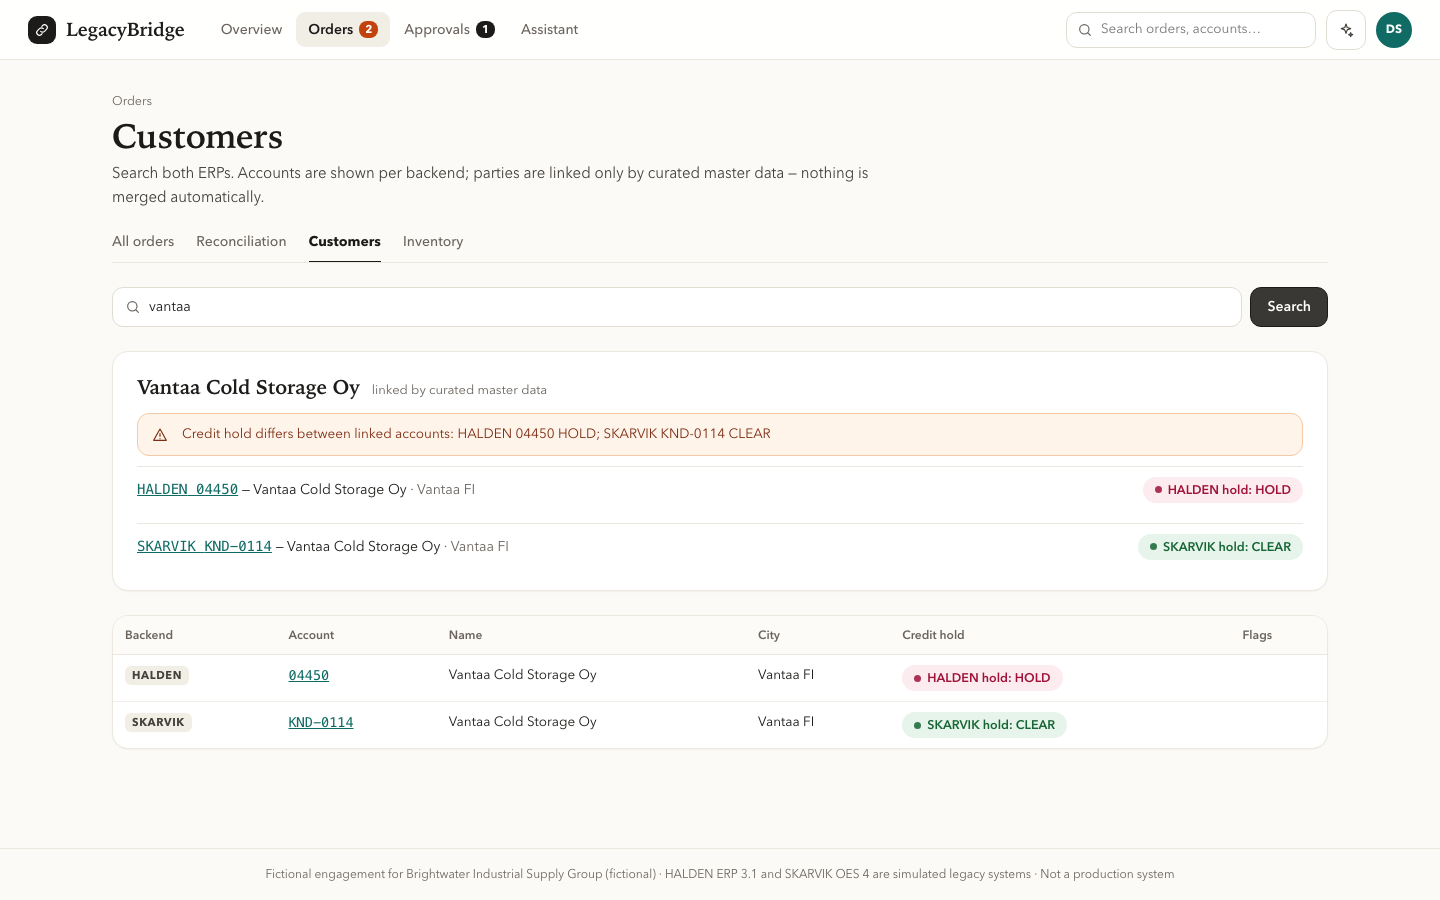 LegacyBridge
Overview
Orders 2
Approvals 1
Assistant
Search orders, accounts…
DS
Orders
Customers
Search both ERPs. Accounts are shown per backend; parties are linked only by curated master data – nothing is
merged automatically.
All orders
Reconciliation
Customers
Inventory
vantaa
Search
Vantaa Cold Storage Oy linked by curated master data
Credit hold differs between linked accounts: HALDEN 04450 HOLD; SKARVIK KND-0114 CLEAR
HALDEN 04450 – Vantaa Cold Storage Oy · Vantaa FI
HALDEN hold: HOLD
SKARVIK KND-0114 – Vantaa Cold Storage Oy · Vantaa FI
SKARVIK hold: CLEAR
Backend Account Name City Credit hold Flags
HALDEN 04450 Vantaa Cold Storage Oy Vantaa FI HALDEN hold: HOLD
SKARVIK KND-0114 Vantaa Cold Storage Oy Vantaa FI SKARVIK hold: CLEAR
Fictional engagement for Brightwater Industrial Supply Group (fictional) · HALDEN ERP 3.1 and SKARVIK OES 4 are simulated legacy systems · Not a production system